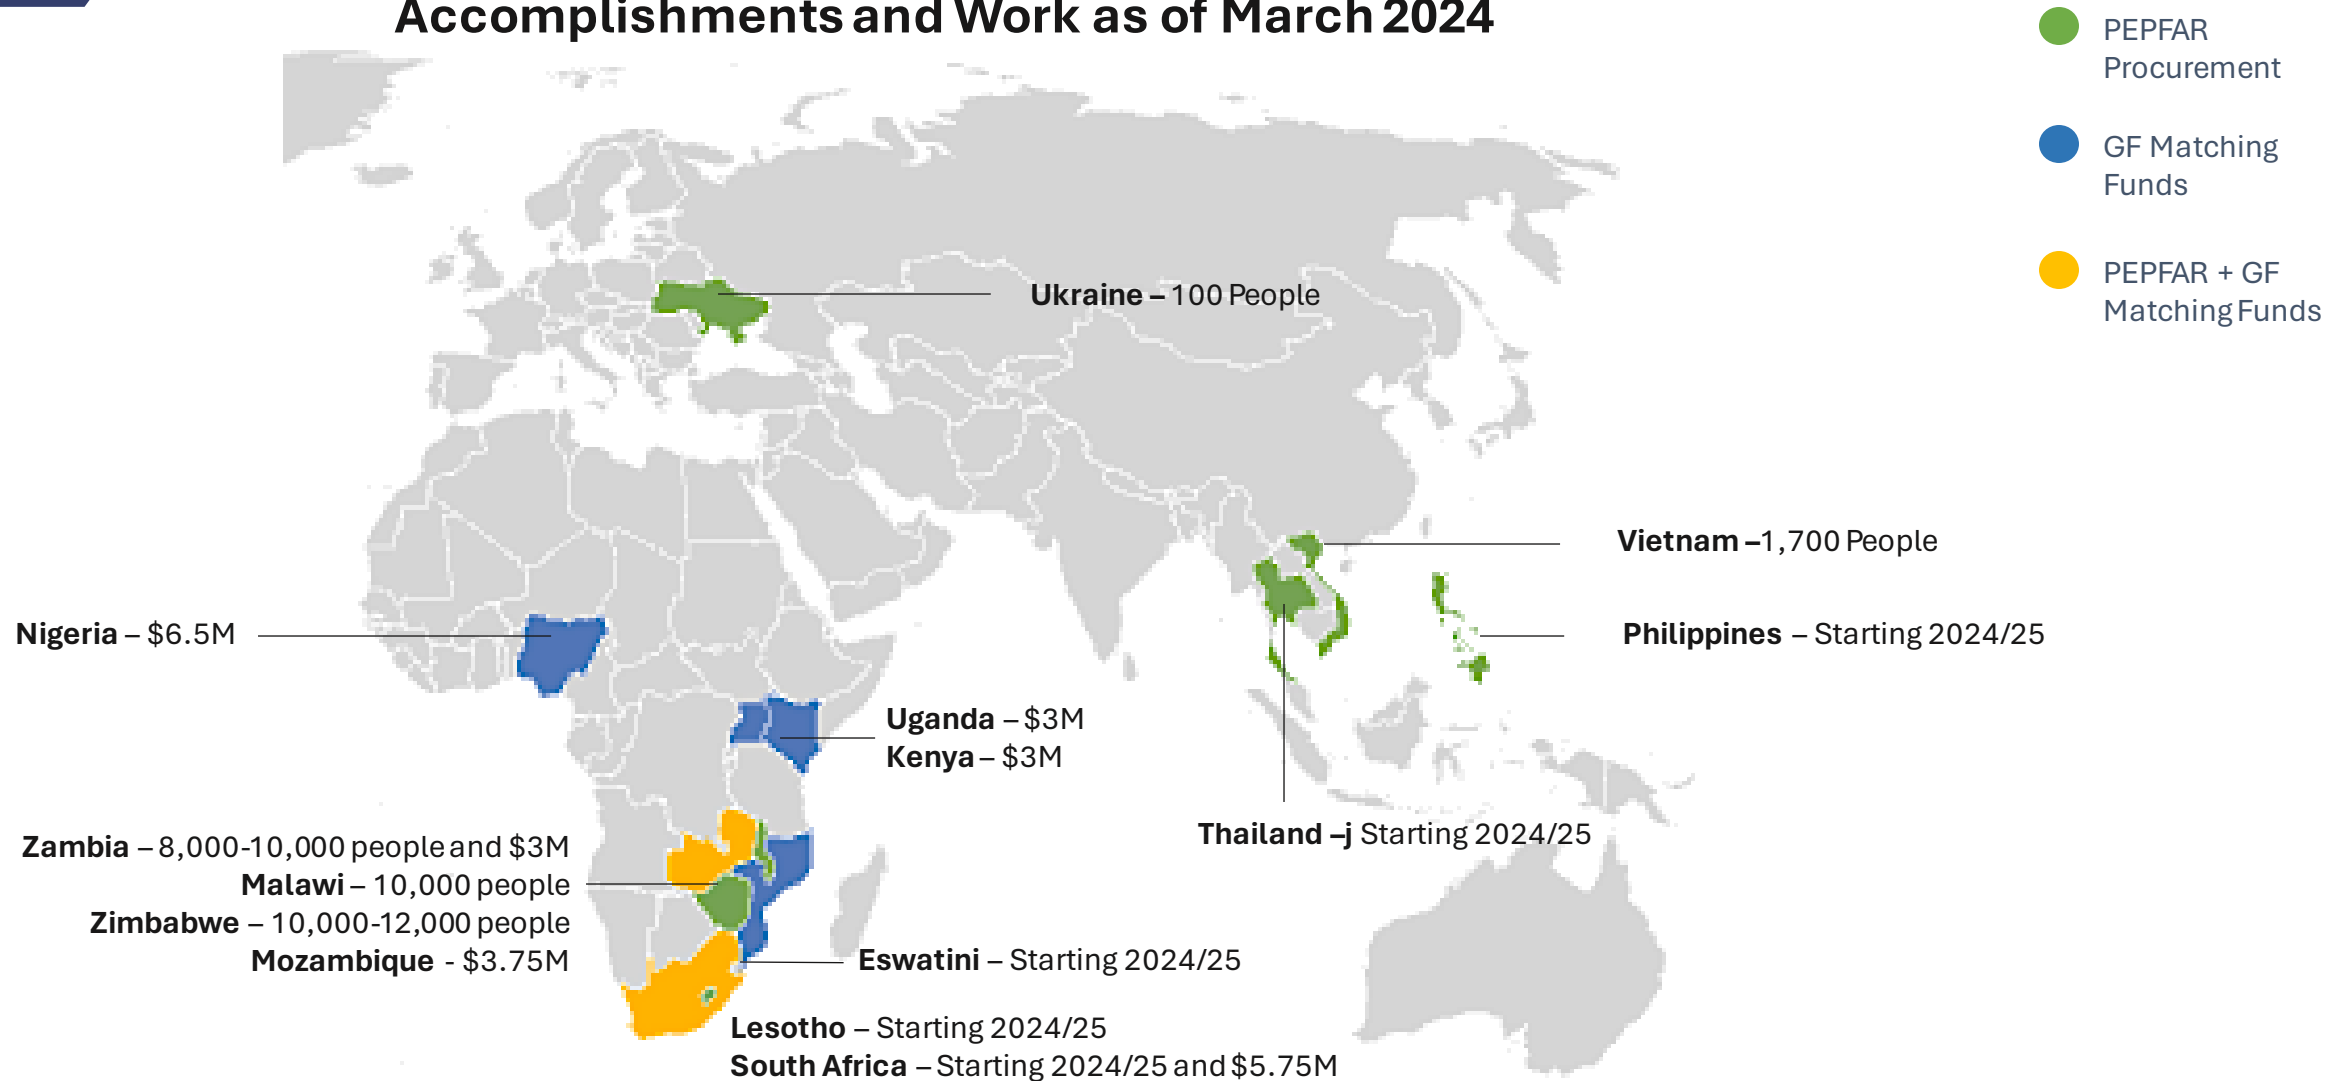 Accomplishments and Work as of March 2024
PEPFAR
Procurement
GF Matching
Funds
PEPFAR + GF
Matching Funds
Ukraine – 100 People
Vietnam –1,700 People
Nigeria – $6.5M
Philippines – Starting 2024/25
Uganda – $3M
Kenya – $3M
Thailand –j Starting 2024/25
Zambia – 8,000-10,000 people and $3M
Malawi – 10,000 people
Zimbabwe – 10,000-12,000 people
Mozambique - $3.75M
Eswatini – Starting 2024/25
Lesotho – Starting 2024/25
South Africa – Starting 2024/25 and $5.75M